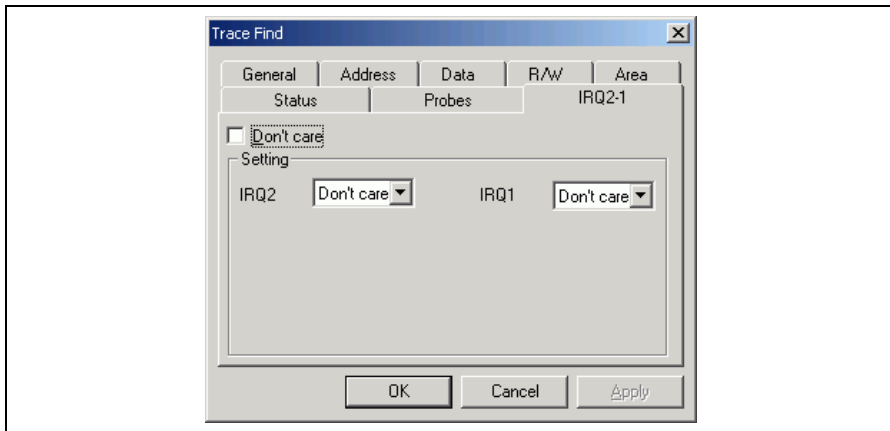 Trace Find
General Address Data R/W Area
Status Probes IRQ2-1
Don't care
Setting
IRQ2 Don't care IRQ1 Don't care
OK Cancel Apply